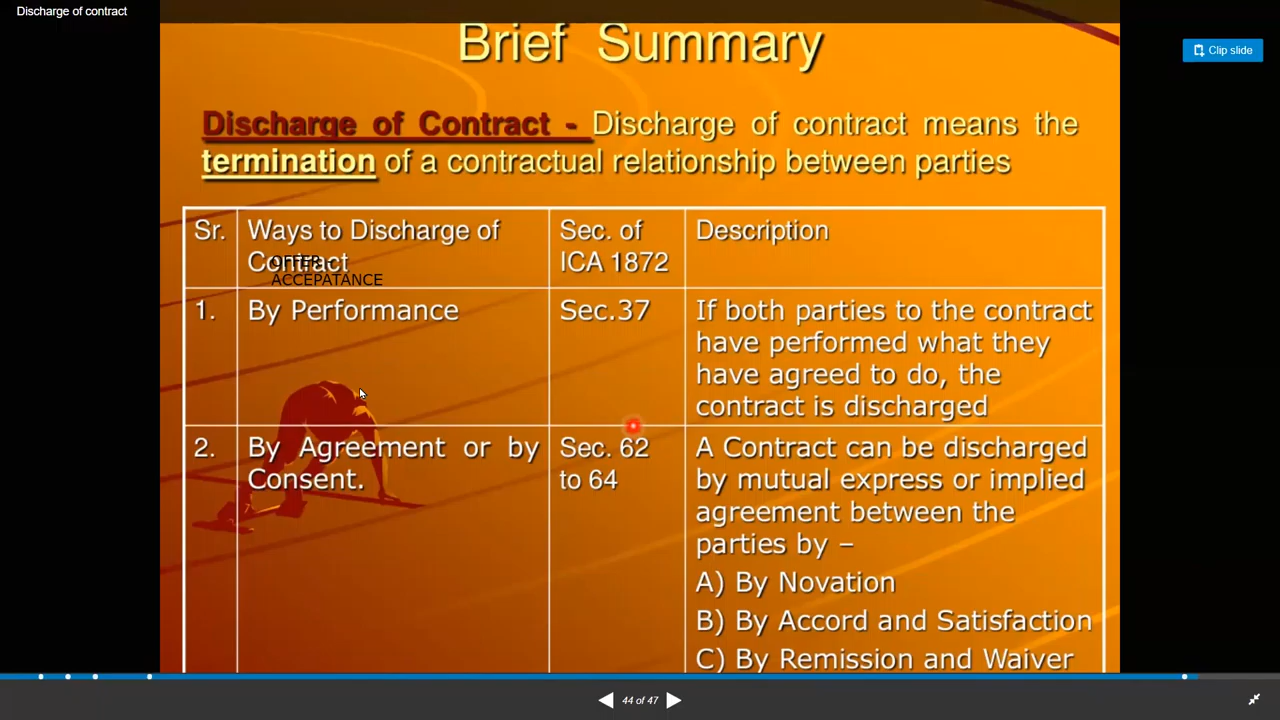 Discharge of contract
Clip slide
Brief Summary
Discharge of Contract - Discharge of contract means the
termination of a contractual relationship between parties
Sr.
Ways to Discharge of
Contract
Sec. of
ICA 1872
Description
OFFER -
ACCEPATANCE
1.
By Performance
Sec.37
If both parties to the contract
have performed what they
have agreed to do, the
contract is discharged
2.
By Agreement or by
Consent.
Sec. 62
to 64
A Contract can be discharged
by mutual express or implied
agreement between the
parties by –
A) By Novation
B) By Accord and Satisfaction
C) By Remission and Waiver
44 of 47